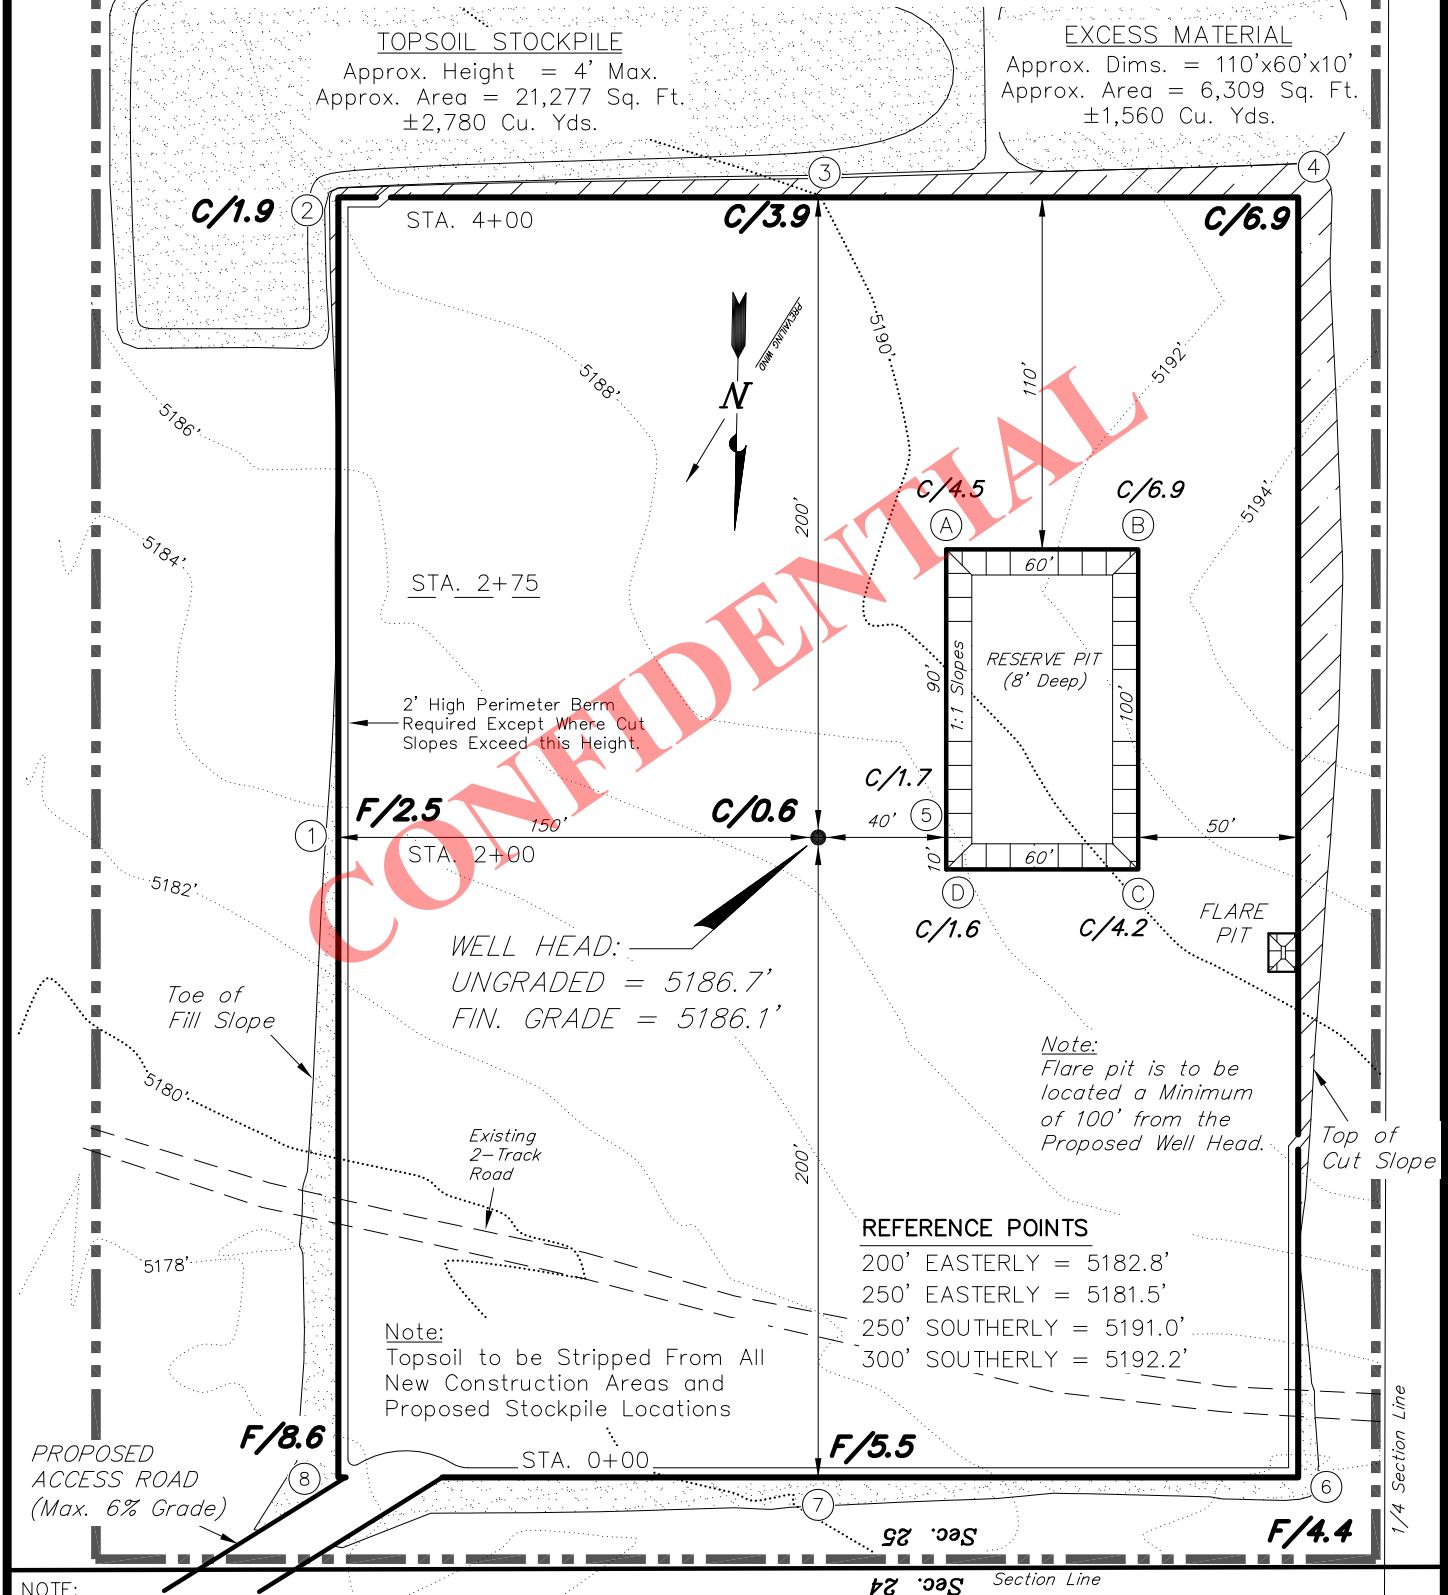 TOPSOIL STOCKPILE
Approx. Height = 4' Max.
Approx. Area = 21,277 Sq. Ft.
±2,780 Cu. Yds.
EXCESS MATERIAL
Approx. Dims. = 110'x60'x10'
Approx. Area = 6,309 Sq. Ft.
±1,560 Cu. Yds.
C/1.9
2
STA. 4+00
3
C/3.9
4
C/6.9
PREVAILING WIND
N
5190'
5188'
5186'
5192'
5194'
5184'
110'
200'
C/4.5
A
C/6.9
B
60'
STA. 2+75
RESERVE PIT
(8' Deep)
90'
1:1 Slopes
100'
2' High Perimeter Berm
Required Except Where Cut
Slopes Exceed this Height.
CONFIDENTIAL
C/1.7
5
1
F/2.5
150'
C/0.6
40'
50'
STA. 2+00
10'
60'
5182'
D
C/1.6
C
C/4.2
FLARE
PIT
WELL HEAD:
UNGRADED = 5186.7'
FIN. GRADE = 5186.1'
Toe of
Fill Slope
5180'
Note:
Flare pit is to be
located a Minimum
of 100' from the
Proposed Well Head.
Top of
Cut Slope
Existing
2-Track
Road
200'
5178'
REFERENCE POINTS
200' EASTERLY = 5182.8'
250' EASTERLY = 5181.5'
250' SOUTHERLY = 5191.0'
300' SOUTHERLY = 5192.2'
Note:
Topsoil to be Stripped From All
New Construction Areas and
Proposed Stockpile Locations
F/8.6
8
STA. 0+00
F/5.5
7
6
F/4.4
PROPOSED
ACCESS ROAD
(Max. 6% Grade)
1/4 Section Line
Sec. 25
Sec. 24
Section Line
NOTE: